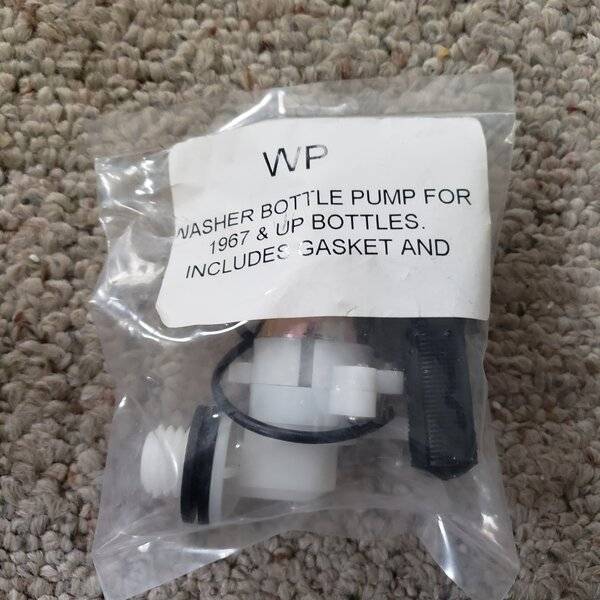 WP
WASHER BOTTLE PUMP FOR
1967 & UP BOTTLES.
INCLUDES GASKET AND